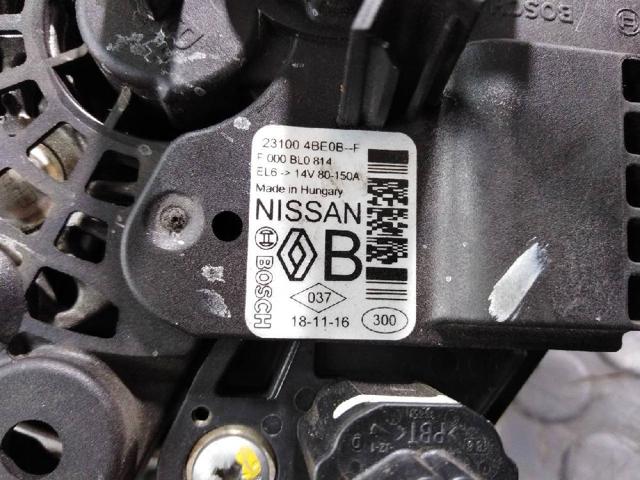 BOSCH
23100 4BE0B--F
F 000 BL0 814
EL6 -> 14V 80-150A
Made in Hungary
NISSAN
BOSCH
B
037
18-11-16
300
>PBT<